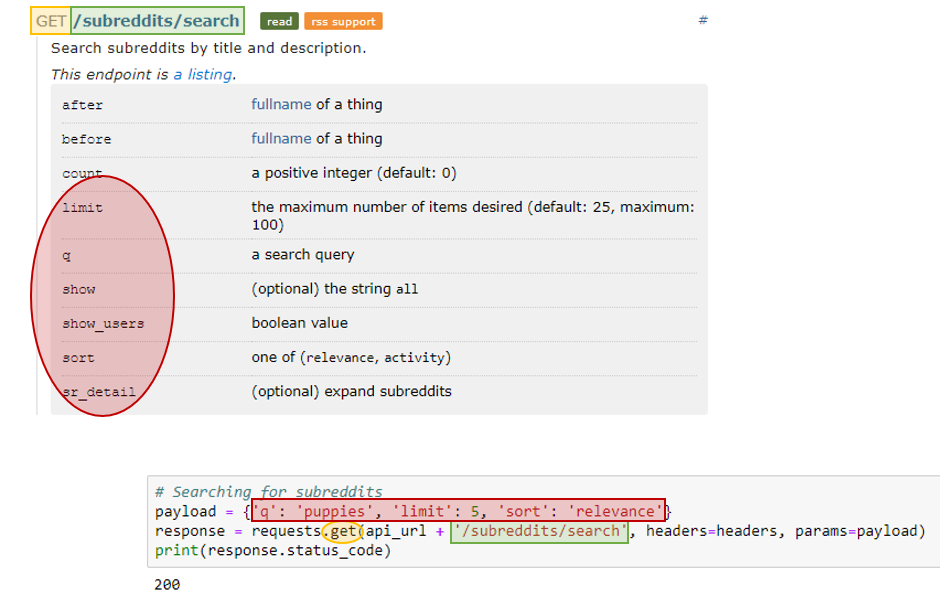 GET /subreddits/search read rss support #
Search subreddits by title and description.
This endpoint is a listing.
after fullname of a thing
before fullname of a thing
count a positive integer (default: 0)
limit the maximum number of items desired (default: 25, maximum:
100)
q a search query
show (optional) the string all
show_users boolean value
sort one of (relevance, activity)
sr_detail (optional) expand subreddits
# Searching for subreddits
payload = {'q': 'puppies', 'limit': 5, 'sort': 'relevance'}
response = requests.get(api_url + '/subreddits/search', headers=headers, params=payload)
print(response.status_code)
200